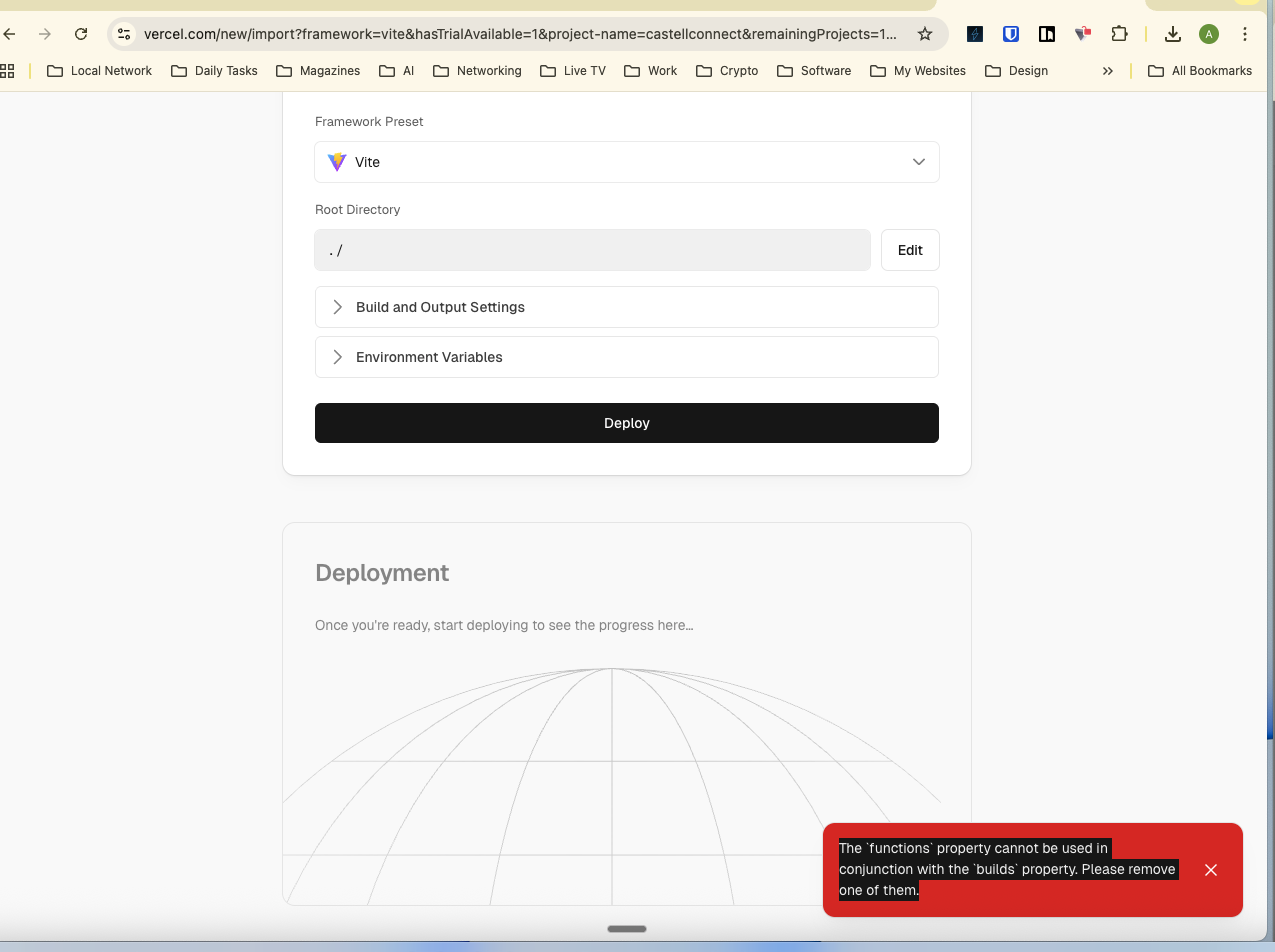 vercel.com/new/import?framework=vite&hasTrialAvailable=1&project-name=castellconnect&remainingProjects=1...
A
Local Network
Daily Tasks
Magazines
AI
Networking
Live TV
Work
Crypto
Software
My Websites
Design
All Bookmarks
Framework Preset
Vite
Root Directory
./
Edit
Build and Output Settings
Environment Variables
Deploy
Deployment
Once you're ready, start deploying to see the progress here...
The `functions` property cannot be used in
conjunction with the `builds` property. Please remove
one of them.